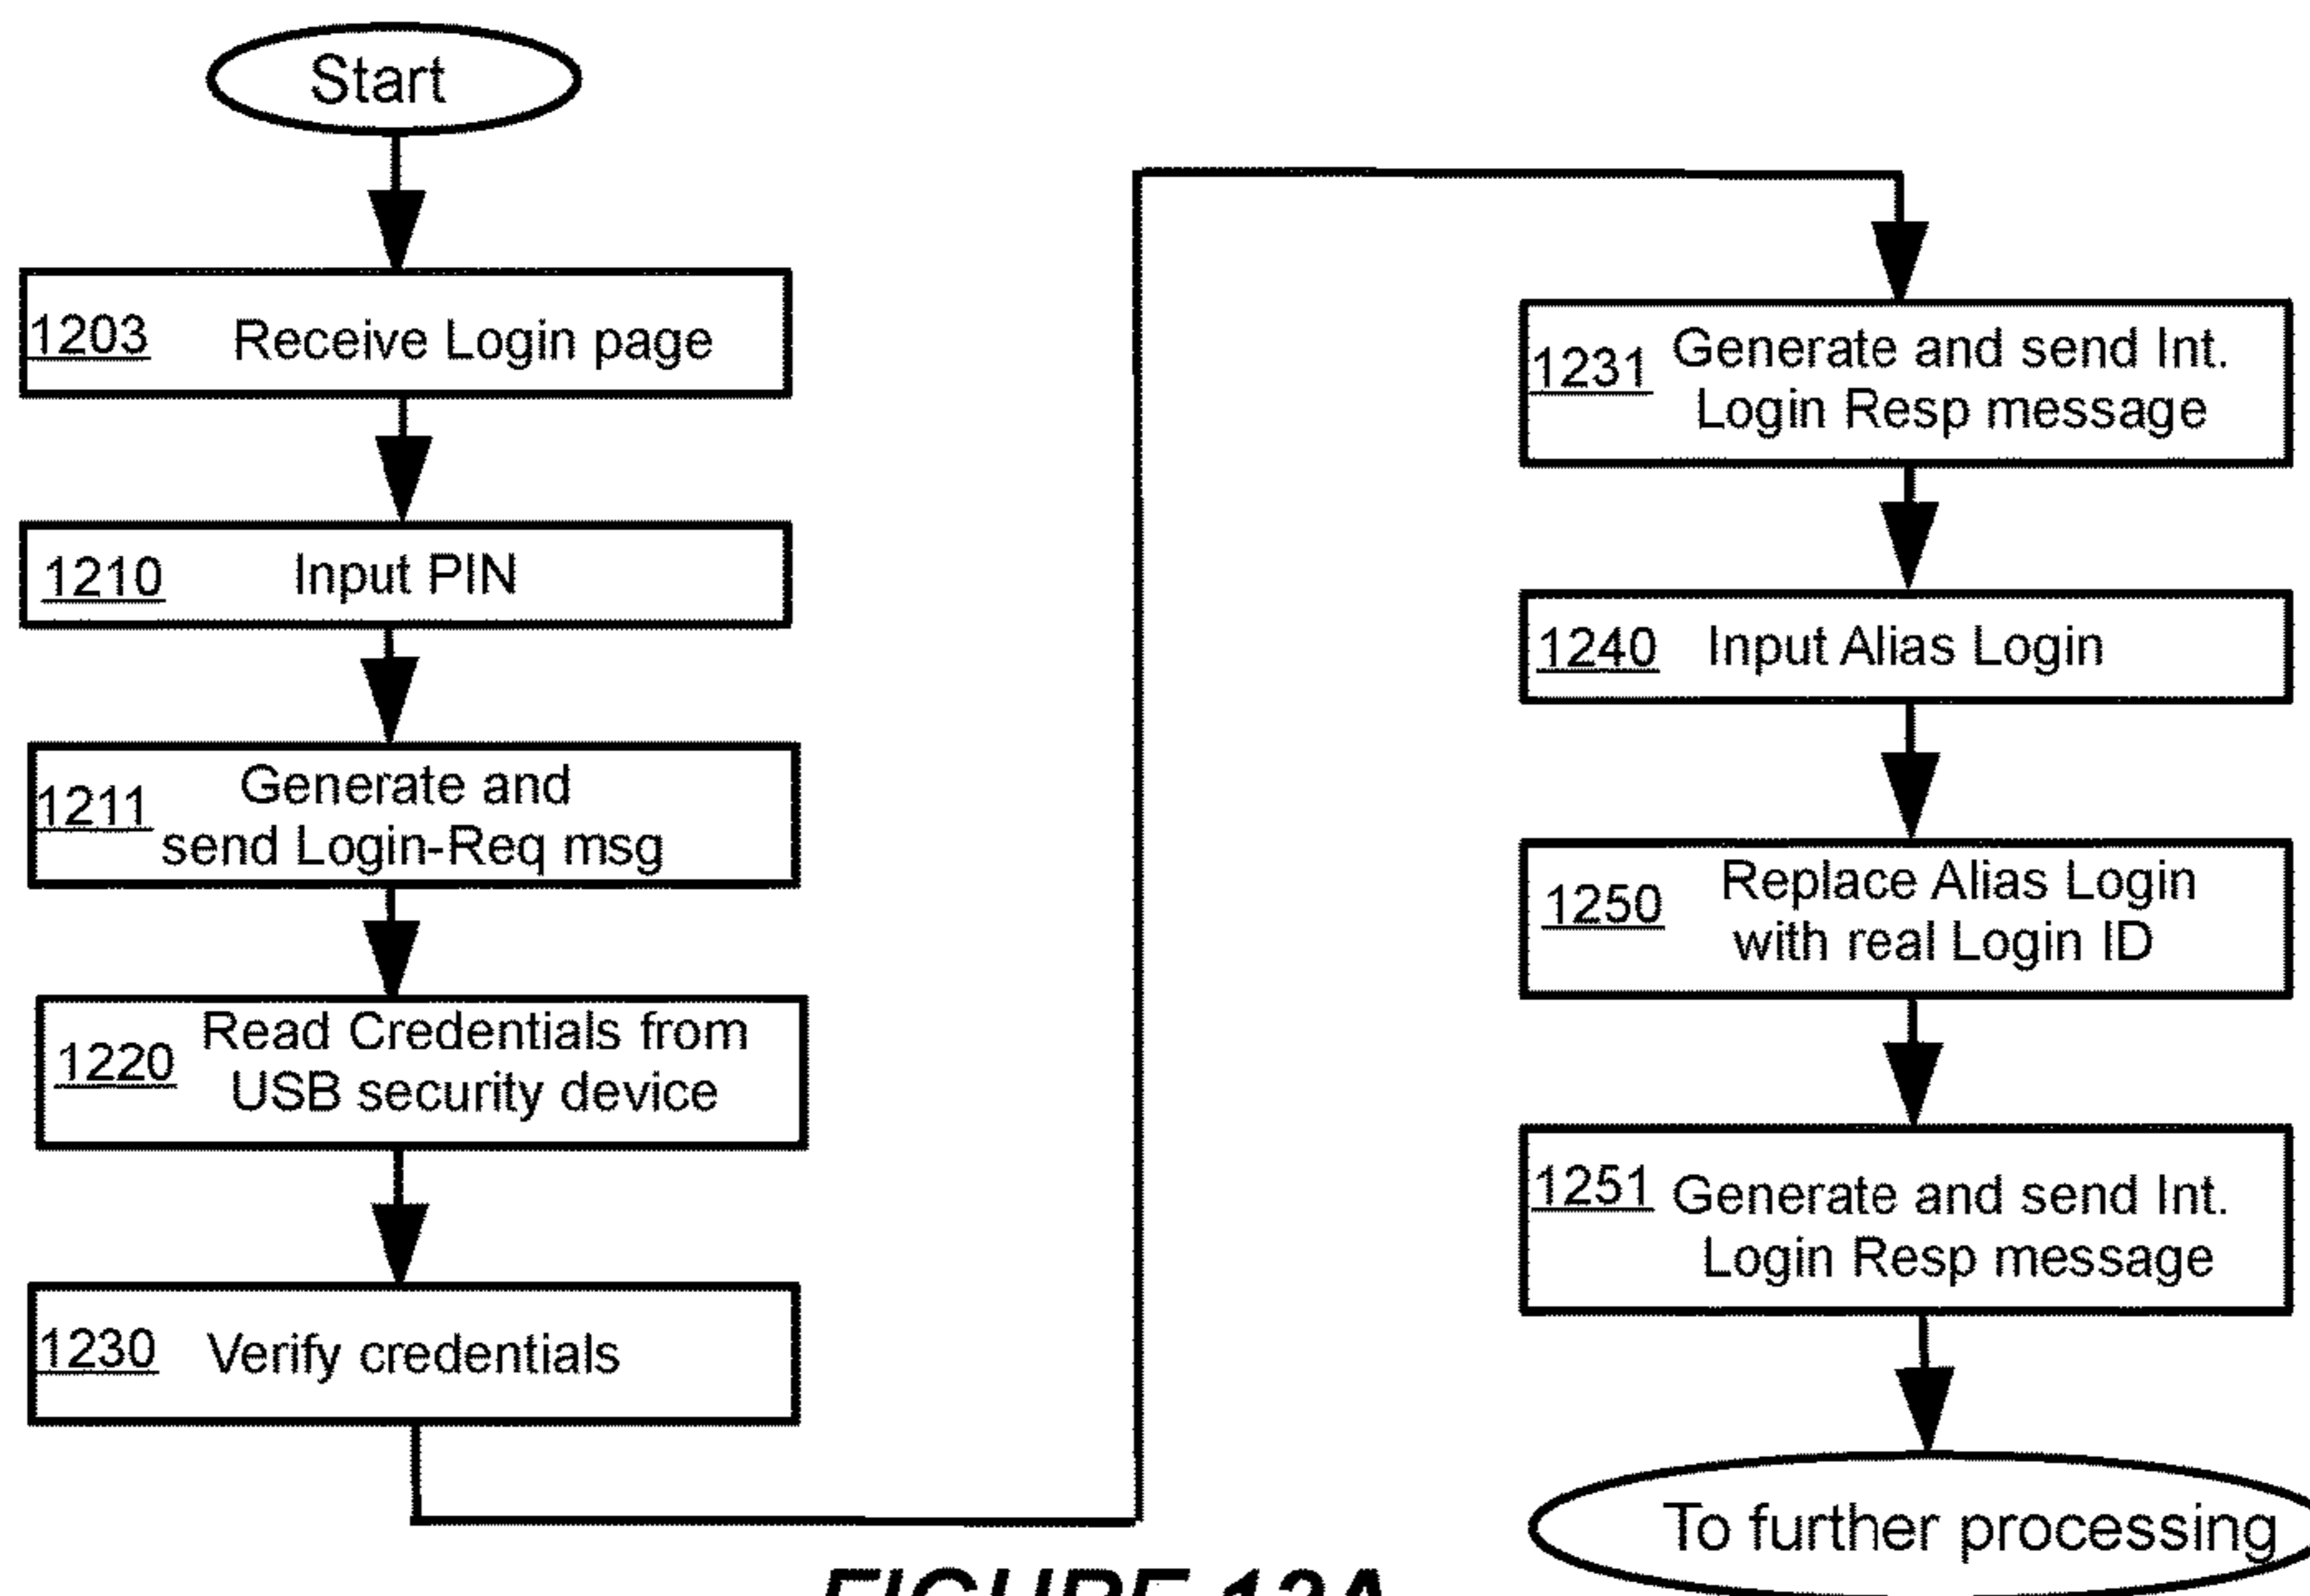 Start
1203 Receive Login page
1210 Input PIN
1211 Generate and
send Login-Req msg
1220 Read Credentials from
USB security device
1230 Verify credentials
1231 Generate and send Int.
Login Resp message
1240 Input Alias Login
1250 Replace Alias Login
with real Login ID
1251 Generate and send Int.
Login Resp message
To further processing
FIGURE 12A